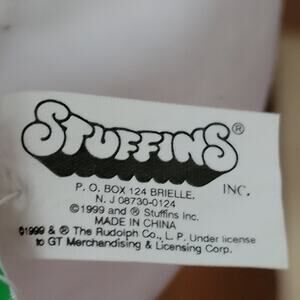 STUFFINS® INC.
P. O. BOX 124 BRIELLE,
N. J 08730-0124
©1999 and ® Stuffins Inc.
MADE IN CHINA
©1999 & ® The Rudolph Co., L. P. Under license
to GT Merchandising & Licensing Corp.